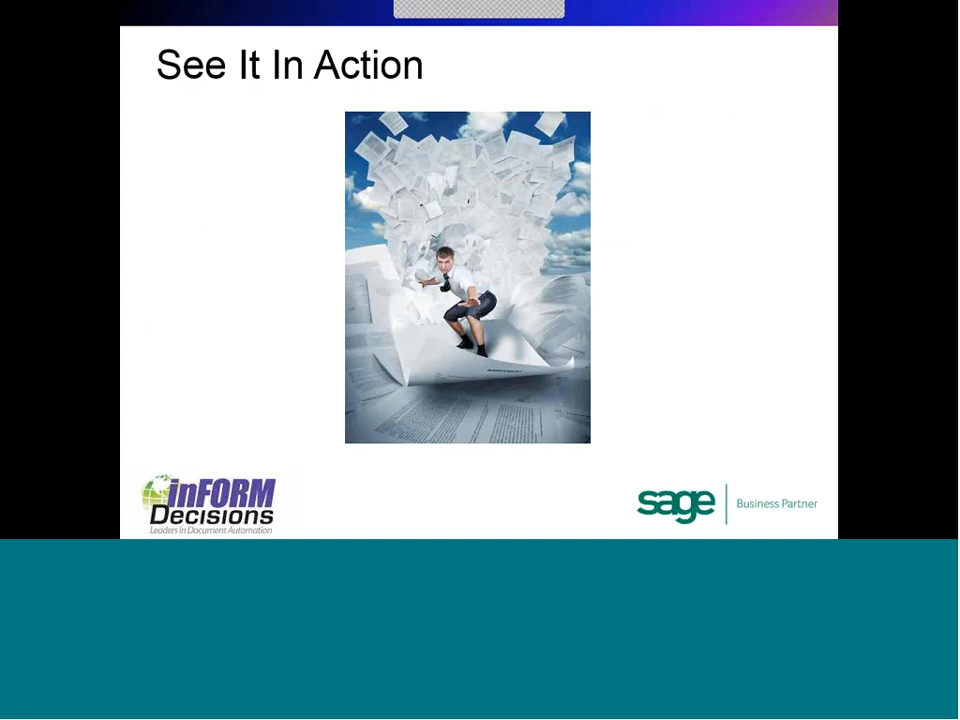 See It In Action
inFORM
Decisions
Leaders in Document Automation
sage
Business Partner